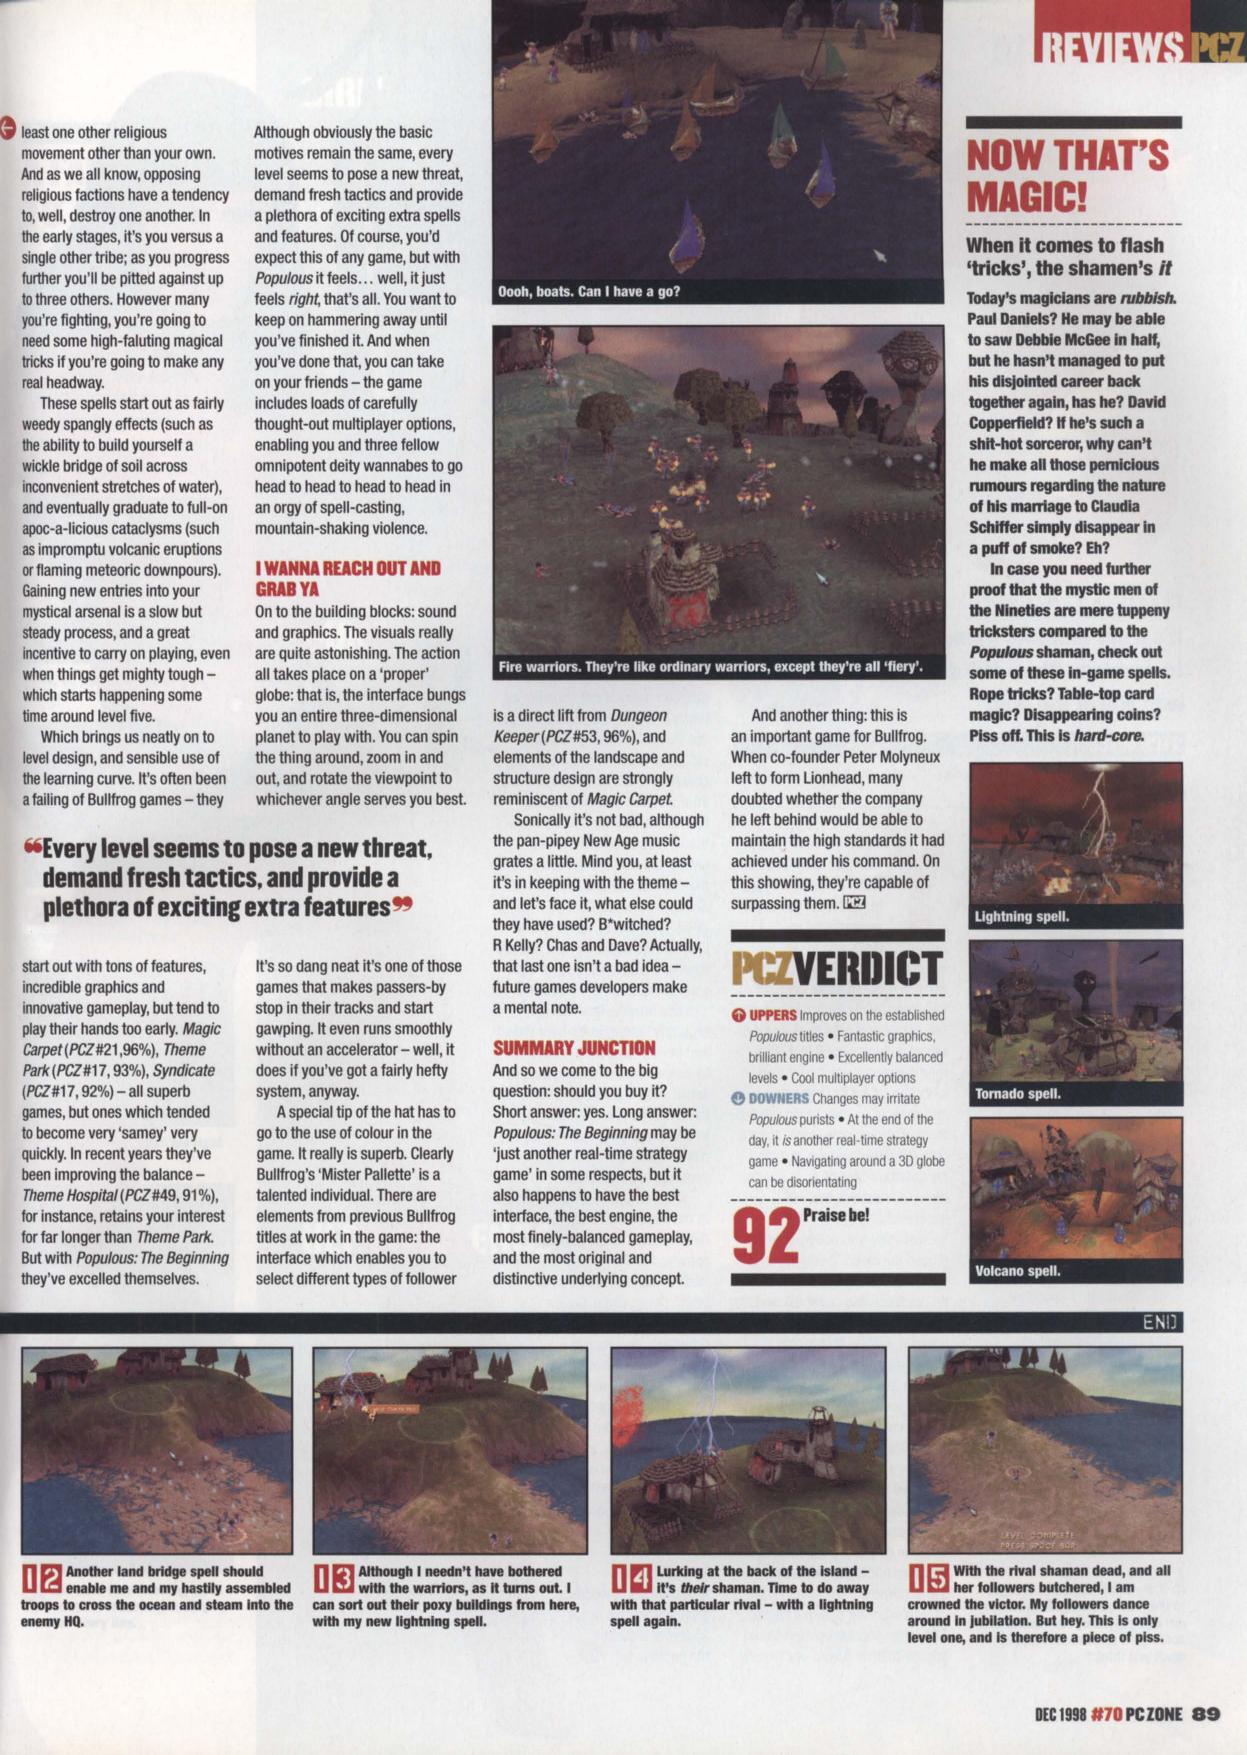 REVIEWS PCZ
least one other religious
movement other than your own.
And as we all know, opposing
religious factions have a tendency
to, well, destroy one another. In
the early stages, it's you versus a
single other tribe; as you progress
further you'll be pitted against up
to three others. However many
you're fighting, you're going to
need some high-faluting magical
tricks if you're going to make any
real headway.
These spells start out as fairly
weedy spangly effects (such as
the ability to build yourself a
wickle bridge of soil across
inconvenient stretches of water),
and eventually graduate to full-on
apoc-a-licious cataclysms (such
as impromptu volcanic eruptions
or flaming meteoric downpours).
Gaining new entries into your
mystical arsenal is a slow but
steady process, and a great
incentive to carry on playing, even
when things get mighty tough –
which starts happening some
time around level five.
Which brings us neatly on to
level design, and sensible use of
the learning curve. It's often been
a failing of Bullfrog games – they
Although obviously the basic
motives remain the same, every
level seems to pose a new threat,
demand fresh tactics and provide
a plethora of exciting extra spells
and features. Of course, you'd
expect this of any game, but with
Populous it feels... well, it just
feels right, that's all. You want to
keep on hammering away until
you've finished it. And when
you've done that, you can take
on your friends – the game
includes loads of carefully
thought-out multiplayer options,
enabling you and three fellow
omnipotent deity wannabes to go
head to head to head to head in
an orgy of spell-casting,
mountain-shaking violence.
I WANNA REACH OUT AND
GRAB YA
On to the building blocks: sound
and graphics. The visuals really
are quite astonishing. The action
all takes place on a 'proper'
globe: that is, the interface bungs
you an entire three-dimensional
planet to play with. You can spin
the thing around, zoom in and
out, and rotate the viewpoint to
whichever angle serves you best.
“Every level seems to pose a new threat,
demand fresh tactics, and provide a
plethora of exciting extra features”
start out with tons of features,
incredible graphics and
innovative gameplay, but tend to
play their hands too early. Magic
Carpet (PCZ #21,96%), Theme
Park (PCZ #17, 93%), Syndicate
(PCZ #17, 92%) – all superb
games, but ones which tended
to become very 'samey' very
quickly. In recent years they've
been improving the balance –
Theme Hospital (PCZ #49, 91%),
for instance, retains your interest
for far longer than Theme Park.
But with Populous: The Beginning
they've excelled themselves.
It's so dang neat it's one of those
games that makes passers-by
stop in their tracks and start
gawping. It even runs smoothly
without an accelerator – well, it
does if you've got a fairly hefty
system, anyway.
A special tip of the hat has to
go to the use of colour in the
game. It really is superb. Clearly
Bullfrog's 'Mister Pallette' is a
talented individual. There are
elements from previous Bullfrog
titles at work in the game: the
interface which enables you to
select different types of follower
Oooh, boats. Can I have a go?
Fire warriors. They're like ordinary warriors, except they're all 'fiery'.
is a direct lift from Dungeon
Keeper (PCZ #53, 96%), and
elements of the landscape and
structure design are strongly
reminiscent of Magic Carpet.
Sonically it's not bad, although
the pan-pipey New Age music
grates a little. Mind you, at least
it's in keeping with the theme –
and let's face it, what else could
they have used? B*witched?
R Kelly? Chas and Dave? Actually,
that last one isn't a bad idea –
future games developers make
a mental note.
SUMMARY JUNCTION
And so we come to the big
question: should you buy it?
Short answer: yes. Long answer:
Populous: The Beginning may be
'just another real-time strategy
game' in some respects, but it
also happens to have the best
interface, the best engine, the
most finely-balanced gameplay,
and the most original and
distinctive underlying concept.
And another thing: this is
an important game for Bullfrog.
When co-founder Peter Molyneux
left to form Lionhead, many
doubted whether the company
he left behind would be able to
maintain the high standards it had
achieved under his command. On
this showing, they're capable of
surpassing them. PCZ
PCZVERDICT
UPPERS Improves on the established
Populous titles • Fantastic graphics,
brilliant engine • Excellently balanced
levels • Cool multiplayer options
DOWNERS Changes may irritate
Populous purists • At the end of the
day, it is another real-time strategy
game • Navigating around a 3D globe
can be disorientating
92 Praise be!
NOW THAT'S
MAGIC!
When it comes to flash
'tricks', the shamen's it
Today's magicians are rubbish.
Paul Daniels? He may be able
to saw Debbie McGee in half,
but he hasn't managed to put
his disjointed career back
together again, has he? David
Copperfield? If he's such a
shit-hot sorceror, why can't
he make all those pernicious
rumours regarding the nature
of his marriage to Claudia
Schiffer simply disappear in
a puff of smoke? Eh?
In case you need further
proof that the mystic men of
the Nineties are mere tuppeny
tricksters compared to the
Populous shaman, check out
some of these in-game spells.
Rope tricks? Table-top card
magic? Disappearing coins?
Piss off. This is hard-core.
Lightning spell.
Tornado spell.
Volcano spell.
END
12 Another land bridge spell should
enable me and my hastily assembled
troops to cross the ocean and steam into the
enemy HQ.
13 Although I needn't have bothered
with the warriors, as it turns out. I
can sort out their poxy buildings from here,
with my new lightning spell.
14 Lurking at the back of the island –
it's their shaman. Time to do away
with that particular rival – with a lightning
spell again.
LEVEL COMPLETE
PRESS SPACE BAR
15 With the rival shaman dead, and all
her followers butchered, I am
crowned the victor. My followers dance
around in jubilation. But hey. This is only
level one, and is therefore a piece of piss.
DEC 1998 #70 PC ZONE 89